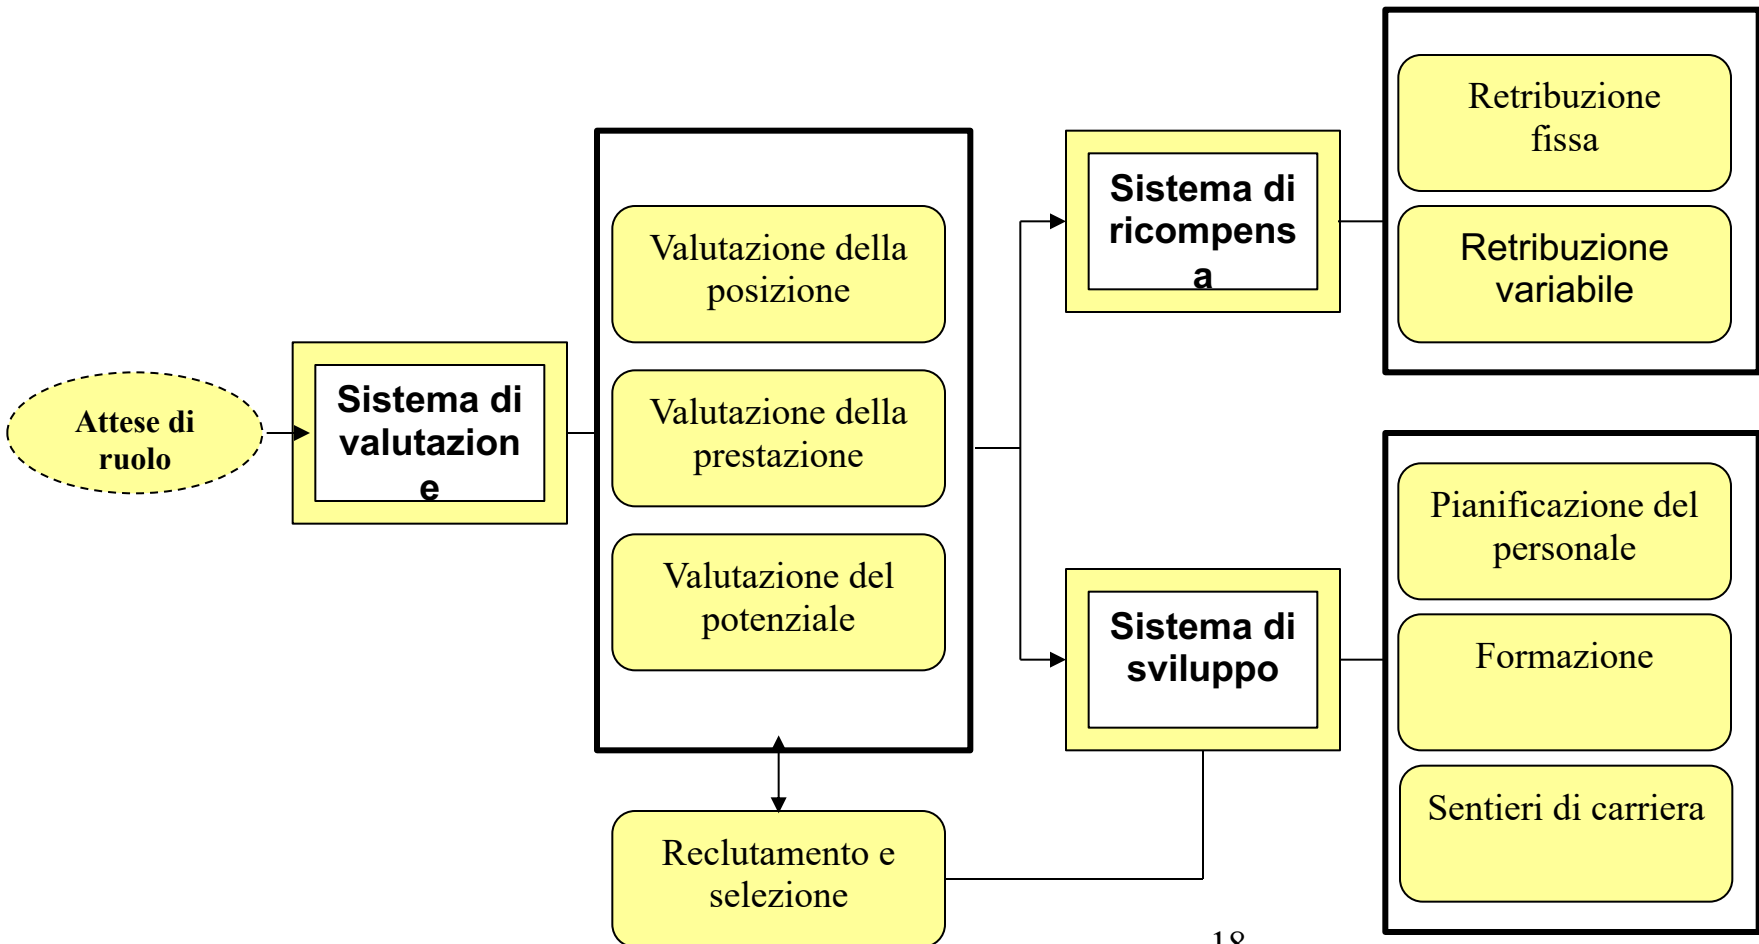 Attese di
ruolo
Sistema di
valutazion
e
Valutazione della
posizione
Valutazione della
prestazione
Valutazione del
potenziale
Reclutamento e
selezione
Sistema di
ricompens
a
Retribuzione
fissa
Retribuzione
variabile
Sistema di
sviluppo
Pianificazione del
personale
Formazione
Sentieri di carriera
18